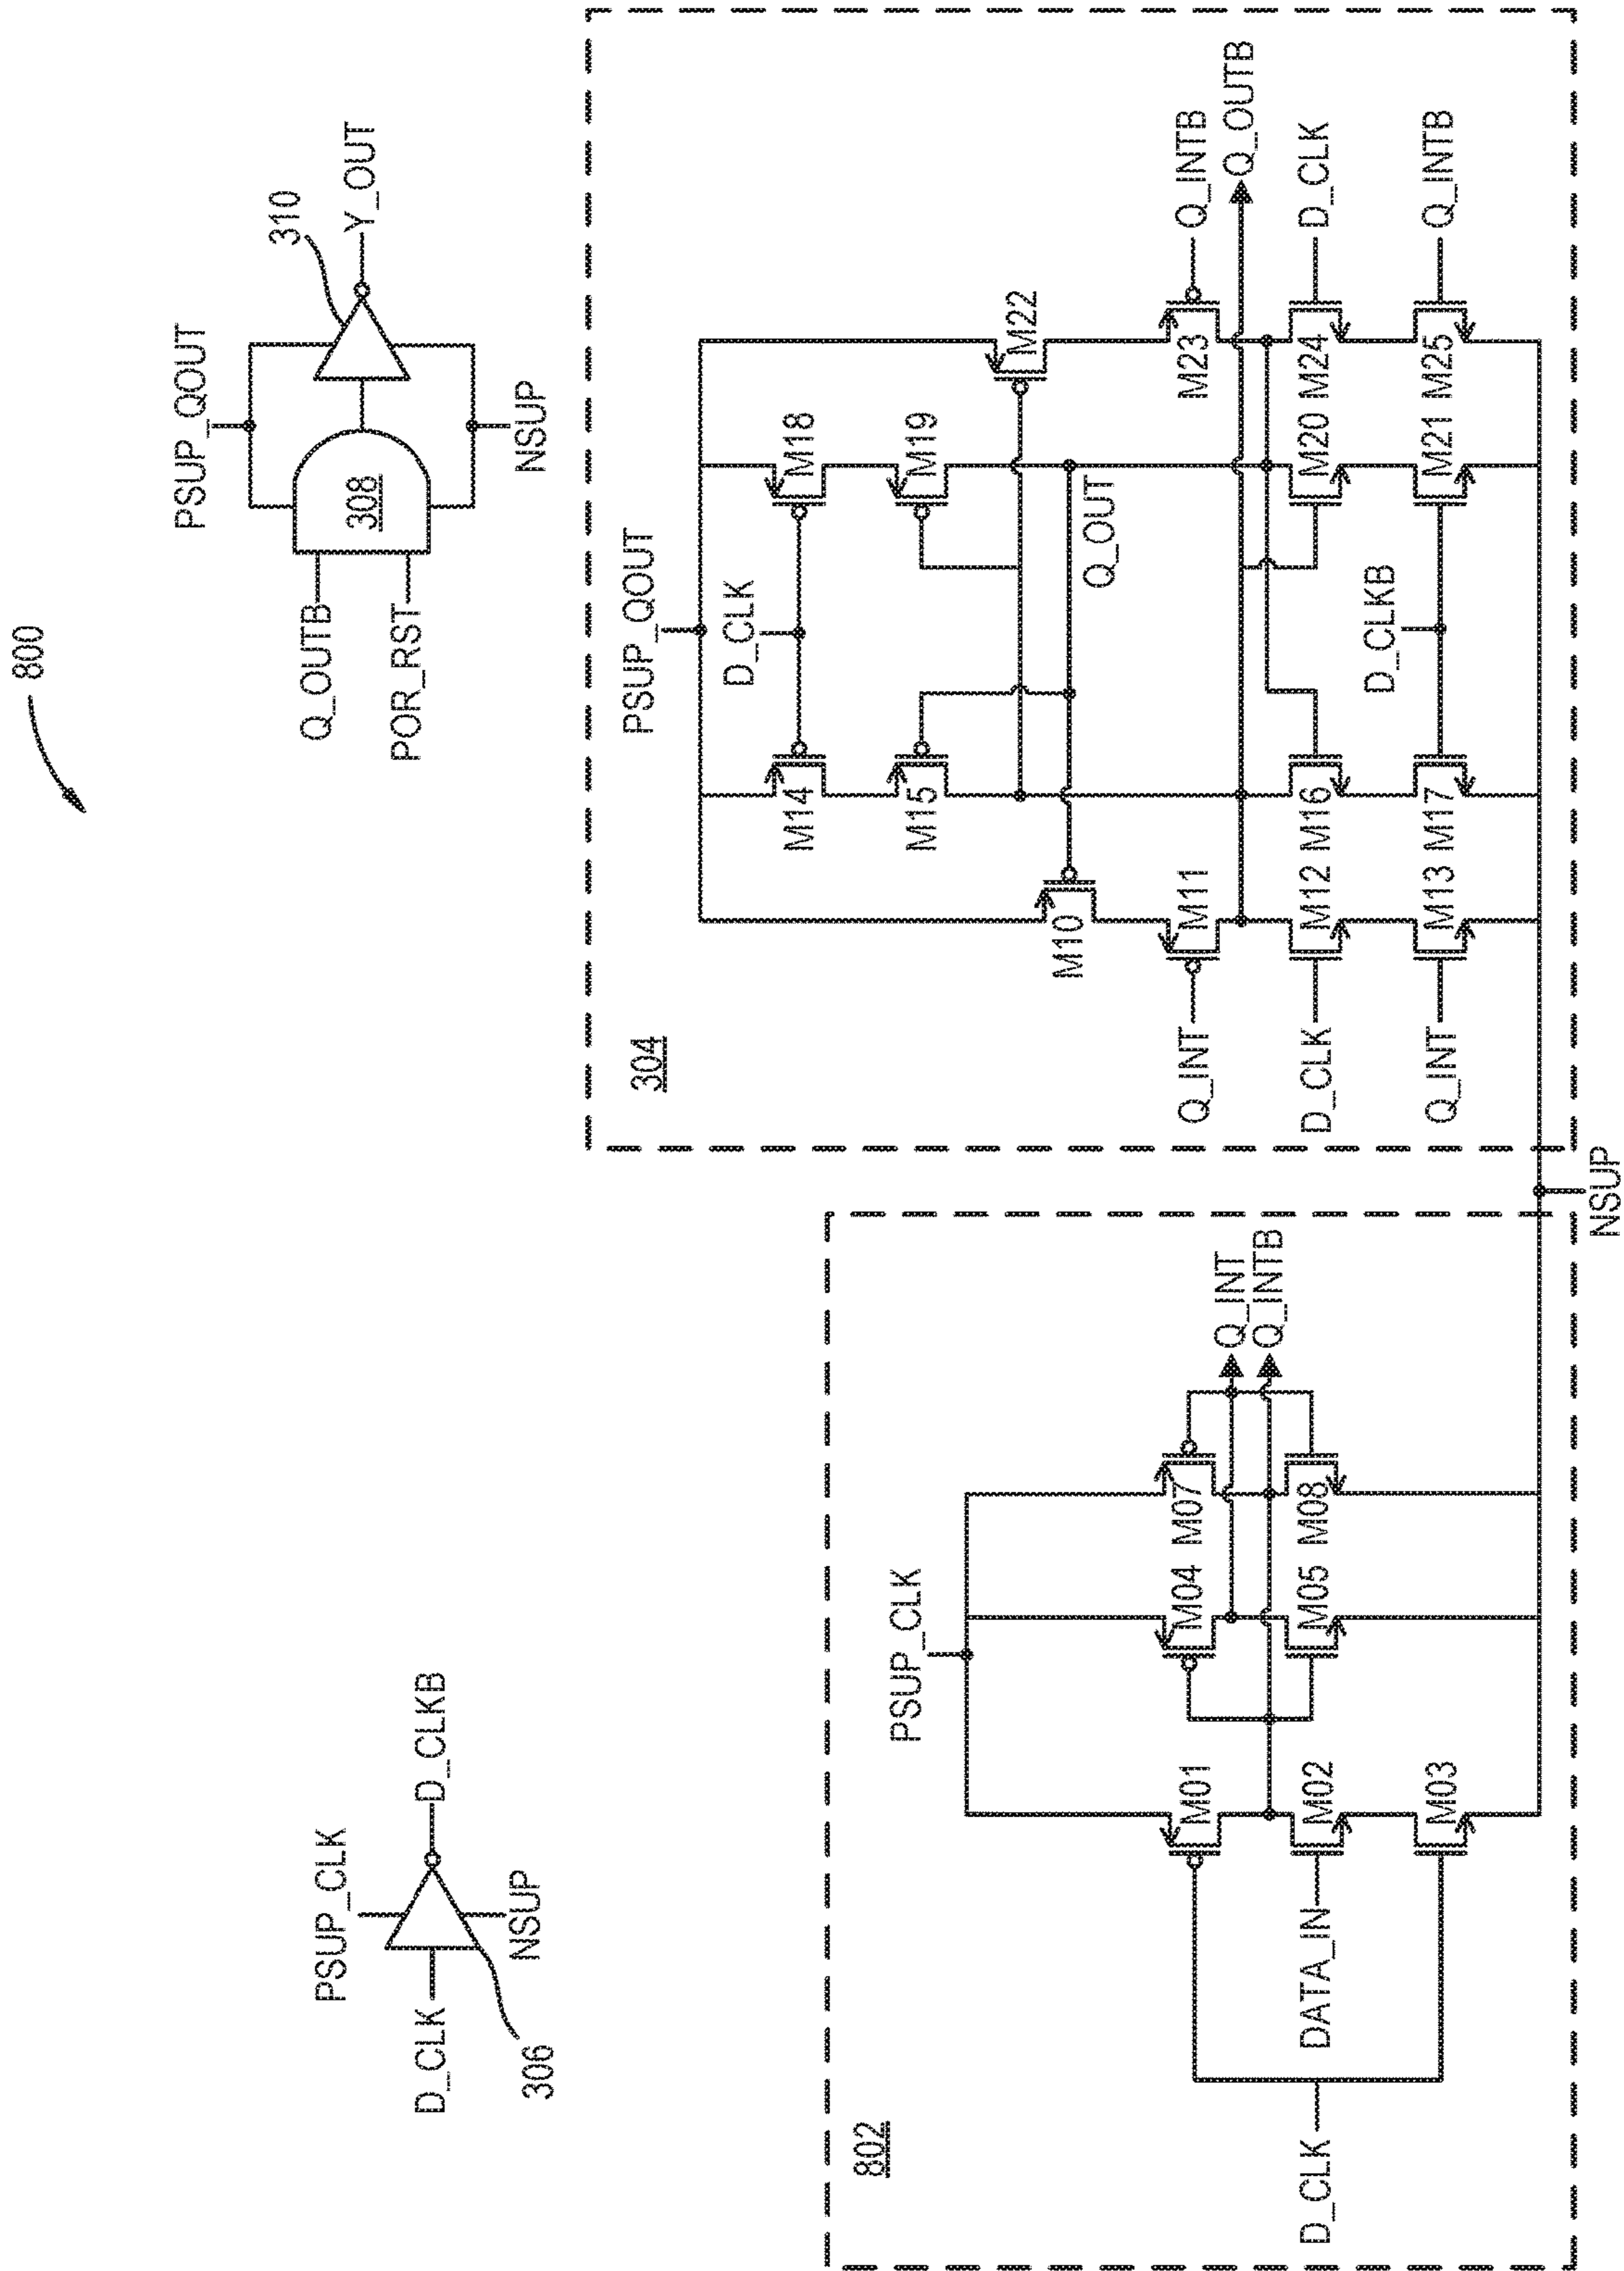 800
PSUP_CLK
D_CLK
D_CLKB
NSUP
306
PSUP_QOUT
Q_OUTB
POR_RST
308
310
Y_OUT
NSUP
802
PSUP_CLK
D_CLK
DATA_IN
M01
M02
M03
M04
M05
M07
M08
Q_INT
Q_INTB
NSUP
304
PSUP_QOUT
D_CLK
M14
M18
M15
M19
M10
M22
Q_OUT
Q_INT
M11
M23
Q_INTB
Q_OUTB
D_CLK
M12
M16
M20
M24
D_CLK
D_CLKB
Q_INT
M13
M17
M21
M25
Q_INTB